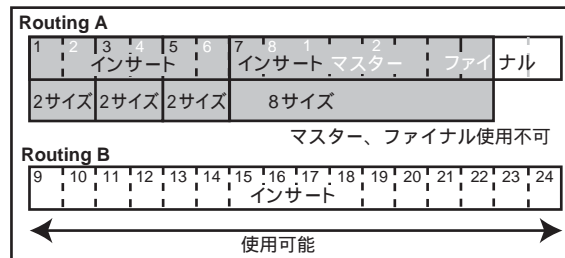 Routing A
1 2 3 4 5 6 7 8 1 2
インサート インサート マスター ファイナル
2サイズ 2サイズ 2サイズ 8サイズ
マスター、ファイナル使用不可
Routing B
9 10 11 12 13 14 15 16 17 18 19 20 21 22 23 24
インサート
使用可能